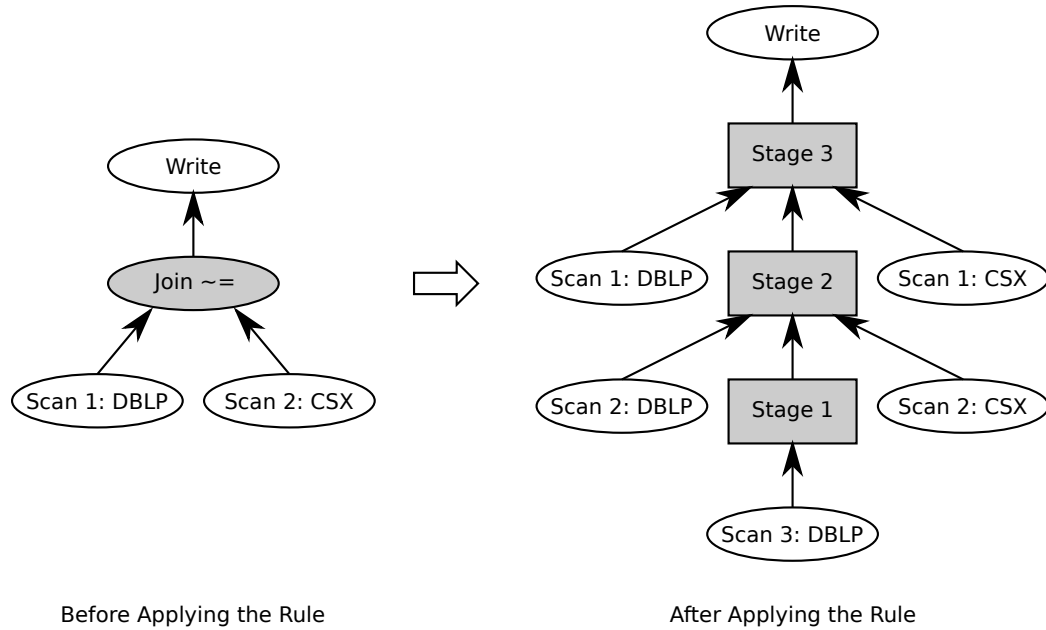 Write
Stage 3
Write
Join ~=
Scan 1: DBLP
Stage 2
Scan 1: CSX
Scan 1: DBLP
Scan 2: CSX
Scan 2: DBLP
Stage 1
Scan 2: CSX
Scan 3: DBLP
Before Applying the Rule
After Applying the Rule